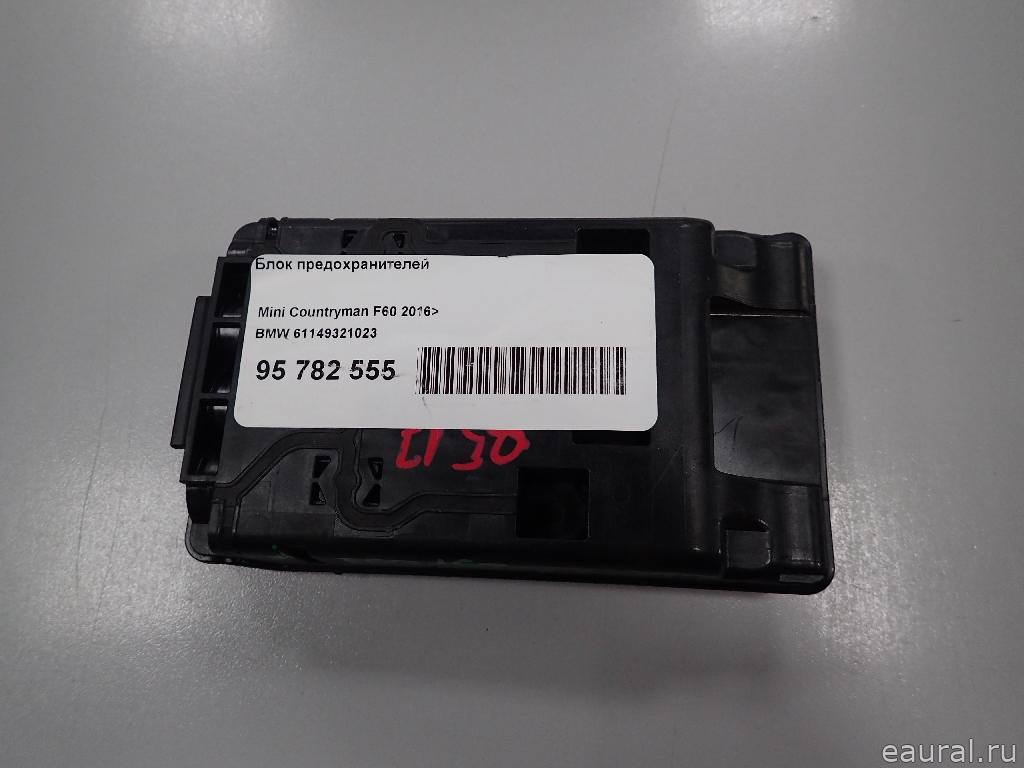 Блок предохранителей
Mini Countryman F60 2016>
BMW 61149321023
95 782 555
eaural.ru